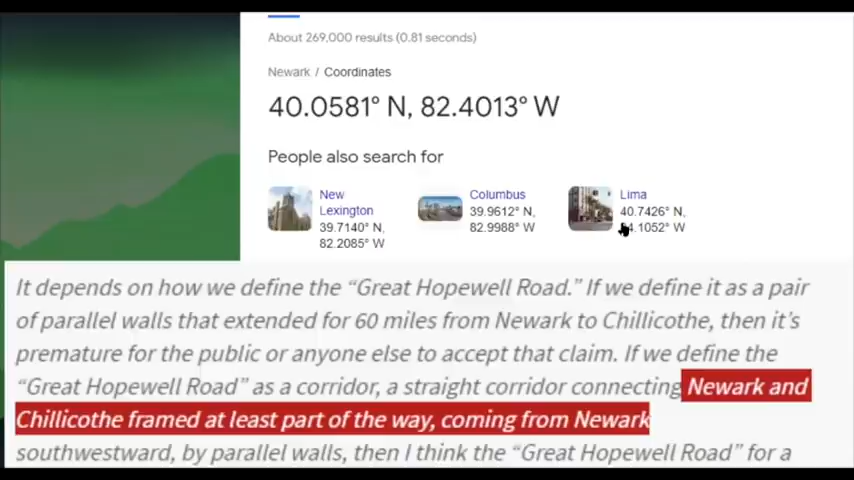 About 269,000 results (0.81 seconds)
Newark / Coordinates
40.0581° N, 82.4013° W
People also search for
New
Lexington
39.7140° N,
82.2085° W
Columbus
39.9612° N,
82.9988° W
Lima
40.7426° N,
4.1052° W
It depends on how we define the “Great Hopewell Road.” If we define it as a pair
of parallel walls that extended for 60 miles from Newark to Chillicothe, then it’s
premature for the public or anyone else to accept that claim. If we define the
“Great Hopewell Road” as a corridor, a straight corridor connecting Newark and
Chillicothe framed at least part of the way, coming from Newark
southwestward, by parallel walls, then I think the “Great Hopewell Road” for a